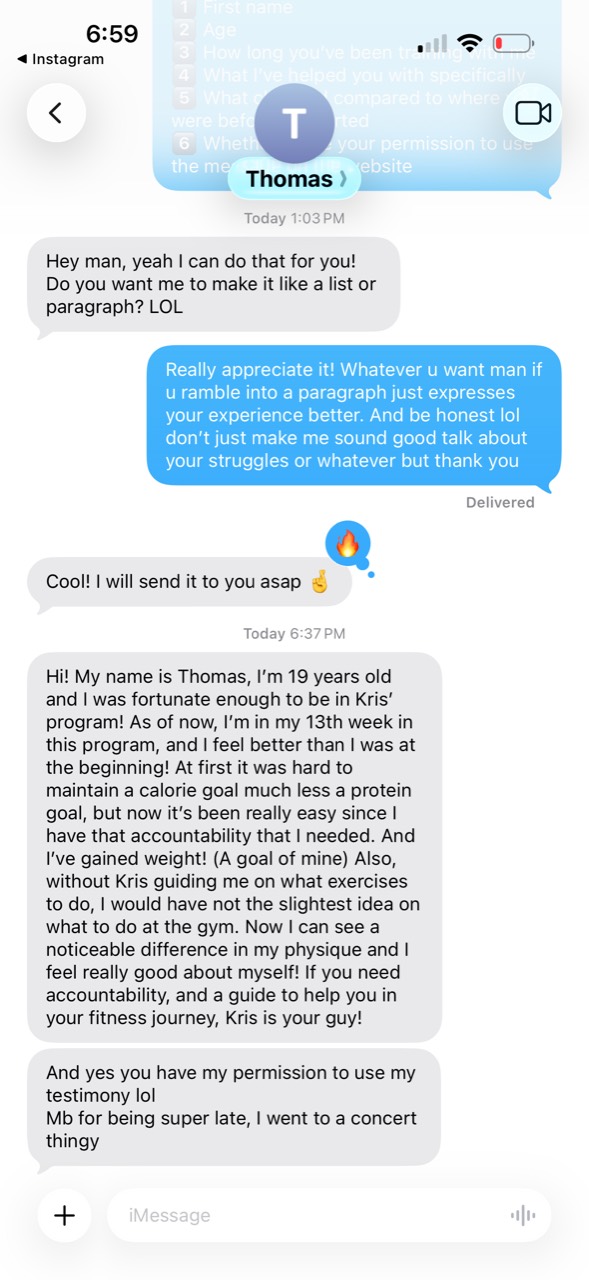 6:59
Instagram
1 First name
2 Age
3 How long you've been training with me
4 What I've helped you with specifically
5 What compared to where
were
6 your permission to use
the website
T
Thomas
Today 1:03 PM
Hey man, yeah I can do that for you!
Do you want me to make it like a list or
paragraph? LOL
Really appreciate it! Whatever u want man if
u ramble into a paragraph just expresses
your experience better. And be honest lol
don't just make me sound good talk about
your struggles or whatever but thank you
Delivered
Cool! I will send it to you asap 🤞
Today 6:37 PM
Hi! My name is Thomas, I'm 19 years old
and I was fortunate enough to be in Kris'
program! As of now, I'm in my 13th week in
this program, and I feel better than I was at
the beginning! At first it was hard to
maintain a calorie goal much less a protein
goal, but now it's been really easy since I
have that accountability that I needed. And
I've gained weight! (A goal of mine) Also,
without Kris guiding me on what exercises
to do, I would have not the slightest idea on
what to do at the gym. Now I can see a
noticeable difference in my physique and I
feel really good about myself! If you need
accountability, and a guide to help you in
your fitness journey, Kris is your guy!
And yes you have my permission to use my
testimony lol
Mb for being super late, I went to a concert
thingy
iMessage